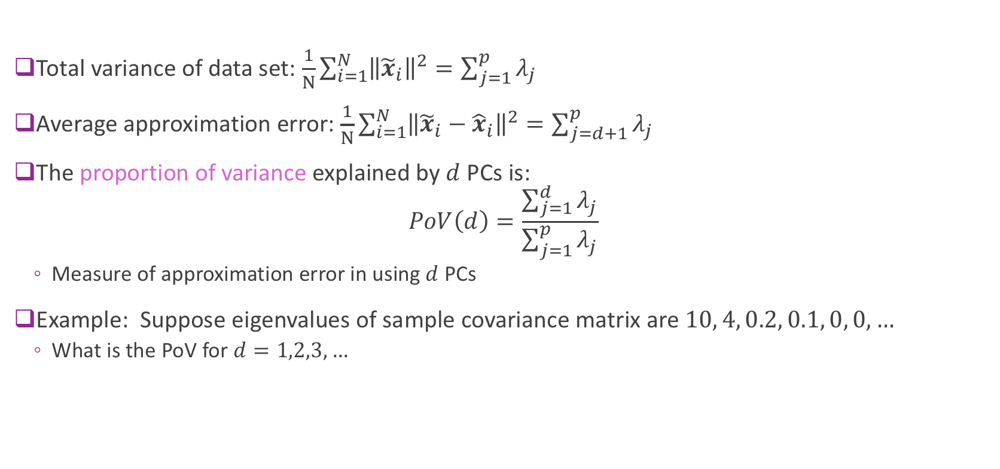 ❑Total variance of data set: $\frac{1}{\mathrm{N}}\sum_{i=1}^{N}\|\widetilde{\boldsymbol{x}}_i\|^2 = \sum_{j=1}^{p}\lambda_j$
❑Average approximation error: $\frac{1}{\mathrm{N}}\sum_{i=1}^{N}\|\widetilde{\boldsymbol{x}}_i - \widehat{\boldsymbol{x}}_i\|^2 = \sum_{j=d+1}^{p}\lambda_j$
❑The proportion of variance explained by $d$ PCs is:
$PoV(d) = \frac{\sum_{j=1}^{d}\lambda_j}{\sum_{j=1}^{p}\lambda_j}$
◦ Measure of approximation error in using $d$ PCs
❑Example: Suppose eigenvalues of sample covariance matrix are $10, 4, 0.2, 0.1, 0, 0, \ldots$
◦ What is the PoV for $d = 1,2,3, \ldots$